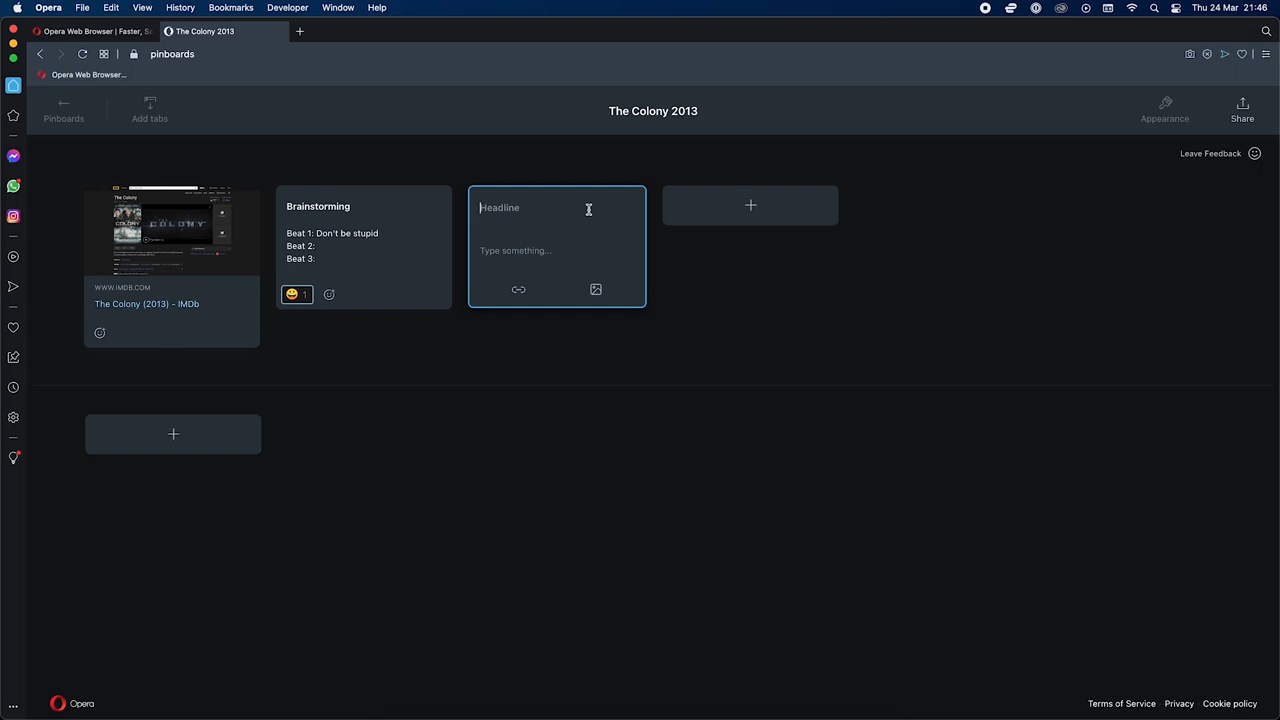 Opera File Edit View History Bookmarks Developer Window Help Thu 24 Mar 21:46
Opera Web Browser | Faster, S The Colony 2013
pinboards
Opera Web Browser...
Pinboards Add tabs The Colony 2013 Appearance Share
Leave Feedback
The Colony
COLONY
WWW.IMDB.COM
The Colony (2013) - IMDb
Brainstorming
Beat 1: Don't be stupid
Beat 2:
Beat 3:
1
Headline
Type something...
Opera Terms of Service Privacy Cookie policy